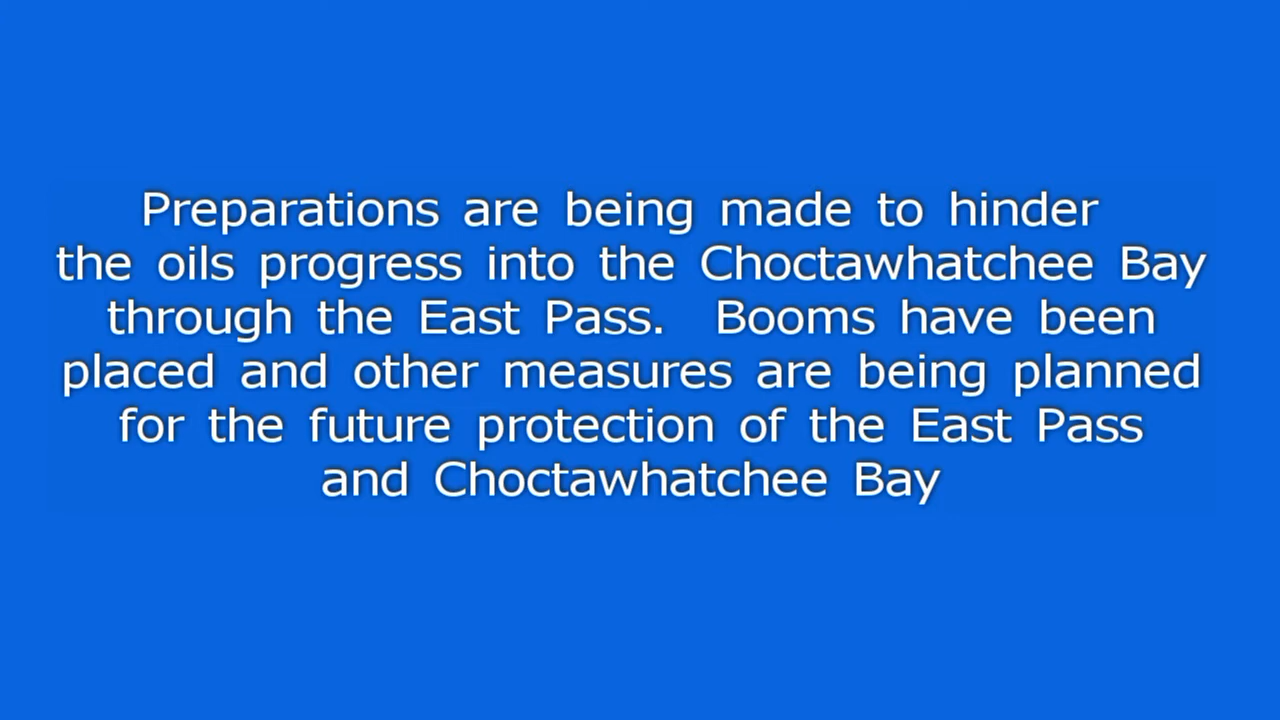 Preparations are being made to hinder
the oils progress into the Choctawhatchee Bay
through the East Pass.  Booms have been
placed and other measures are being planned
for the future protection of the East Pass
and Choctawhatchee Bay